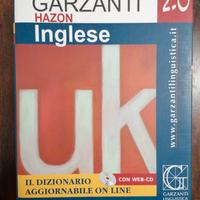 GARZANTI
2.0
HAZON
Inglese
www.garzantilinguistica.it
uk
IL DIZIONARIO
AGGIORNABILE ON LINE
CON WEB-CD
G
GARZANTI
LINGUISTICA